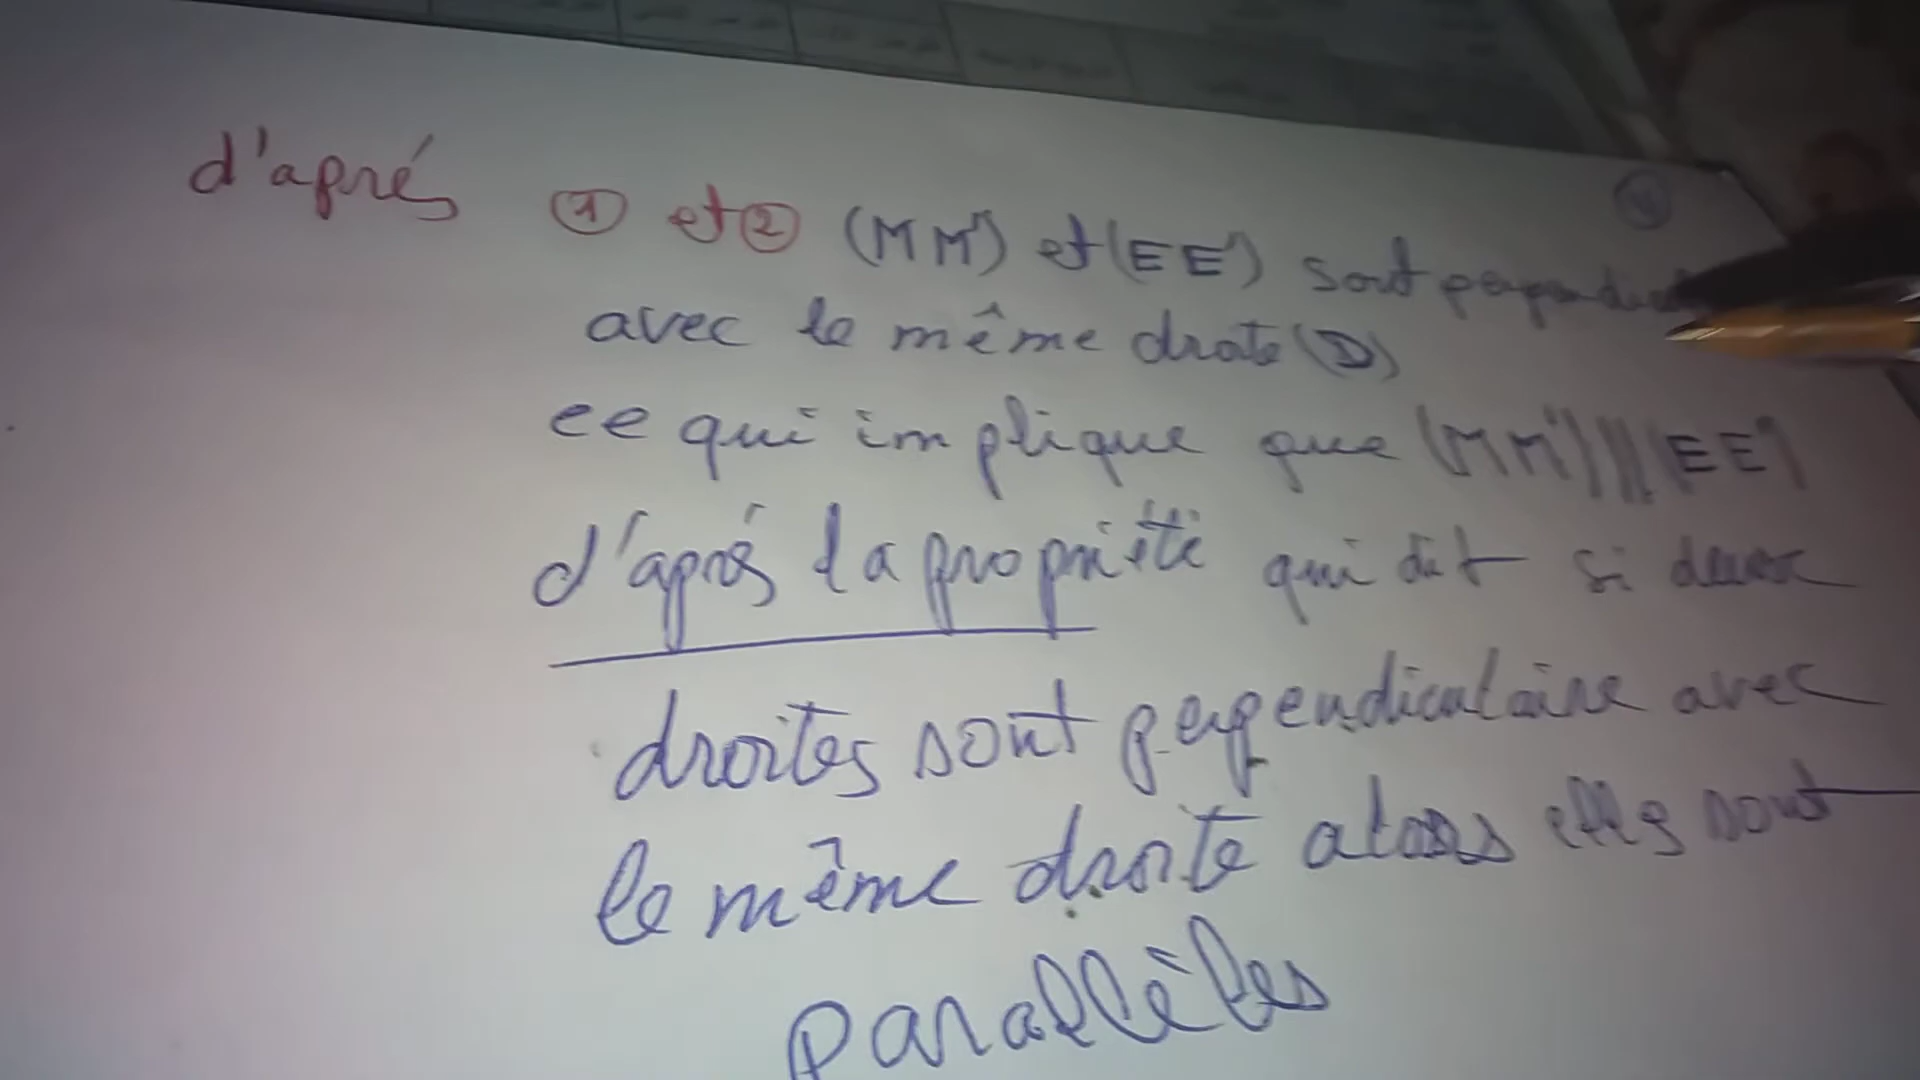 d'aprés ① et ② (MM') et (EE') sont
avec le même droite (D)
ce qui implique que (MM') // (EE')
d'aprés la propriété qui dit si deux
droites sont perpendiculaire avec
le même droite alors elles sont
parallèles